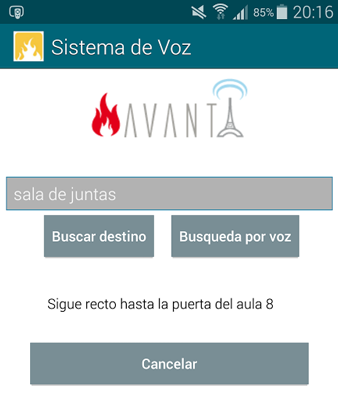 85% 20:16
Sistema de Voz
AVANTI
sala de juntas
Buscar destino
Busqueda por voz
Sigue recto hasta la puerta del aula 8
Cancelar